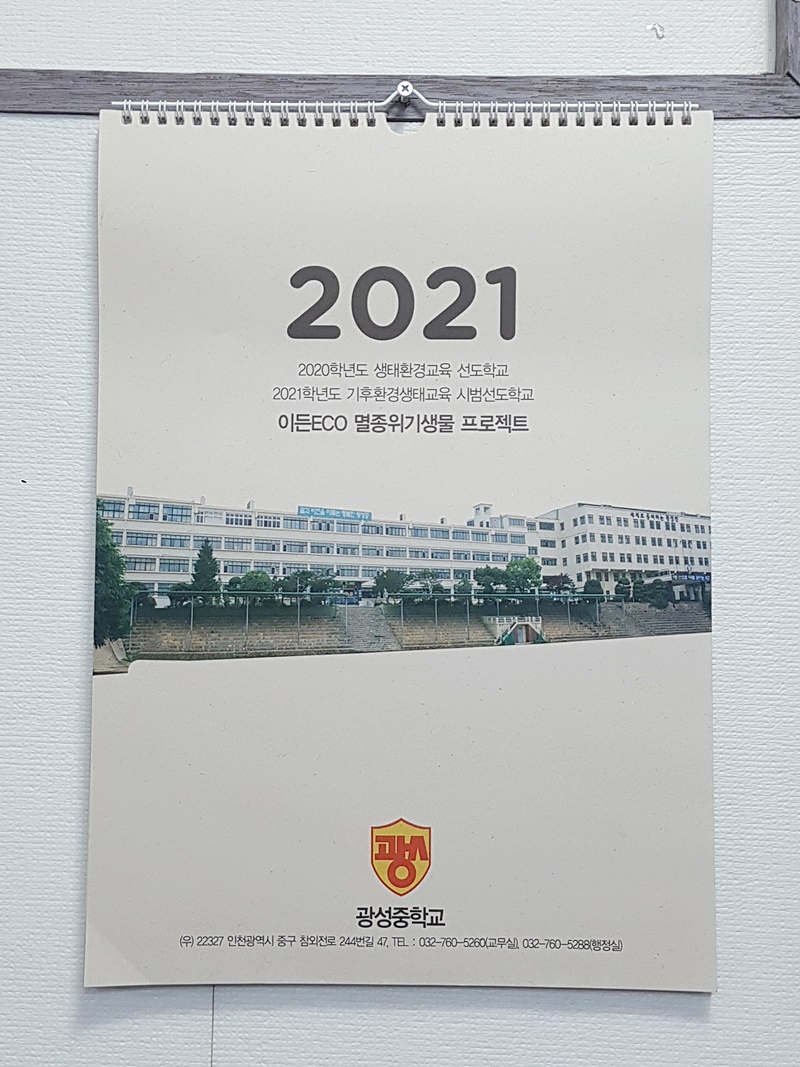 2021
2020학년도 생태환경교육 선도학교
2021학년도 기후환경생태교육 시범선도학교
이든ECO 멸종위기생물 프로젝트
광성중학교
(우) 22327 인천광역시 중구 참외전로 244번길 47, TEL : 032-760-5260(교무실), 032-760-5288(행정실)